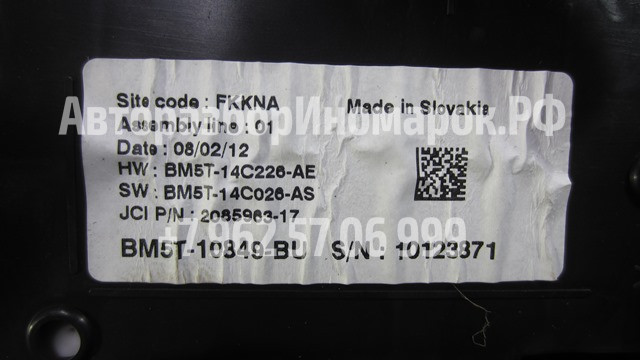 Site code : FKKNA
Made in Slovakia
АвторазборИномарок.РФ
Assembly line : 01
Date : 08/02/12
HW : BM5T-14C226-AE
SW : BM5T-14C026-AS
JCI P/N : 2085963-17
+7 962 57 06 999
BM5T-10849-BU S/N : 10123871